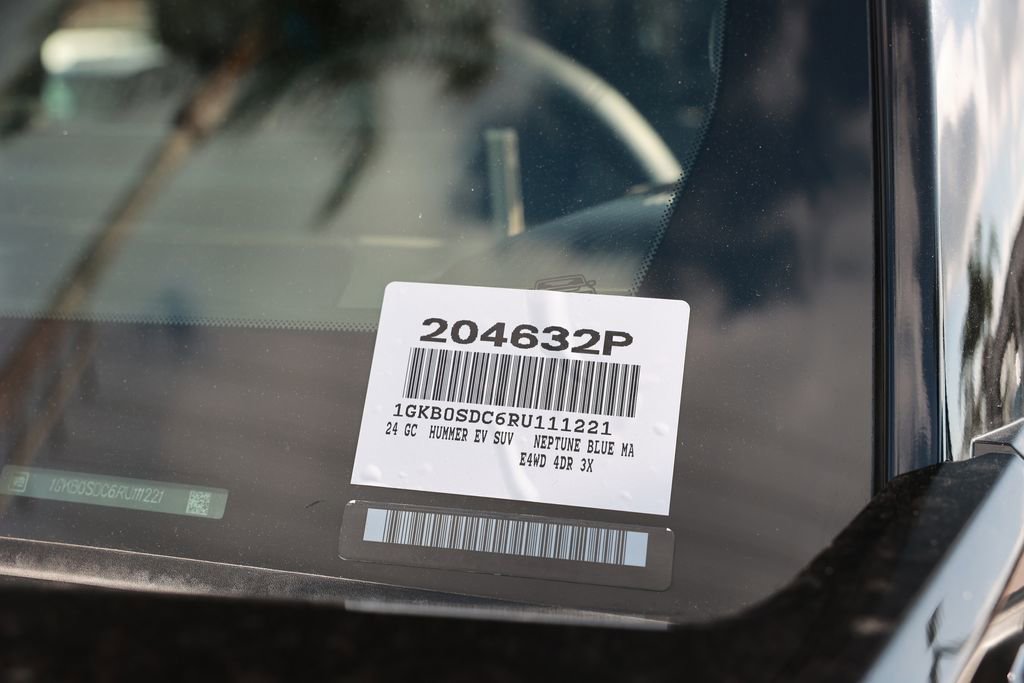 204632P
1GKB0SDC6RU111221
24 GC HUMMER EV SUV NEPTUNE BLUE MA
E4WD 4DR 3X
1GKB0SDC6RU111221